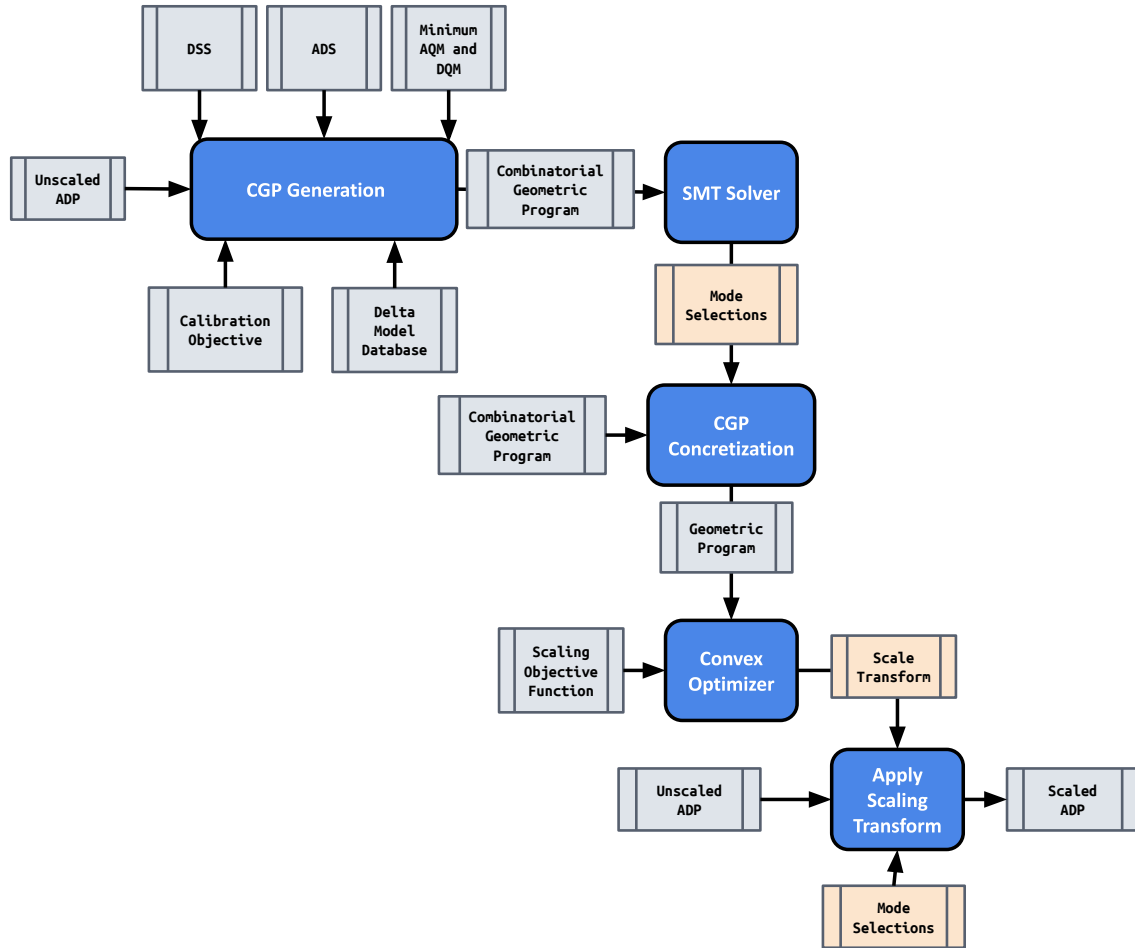 DSS
ADS
Minimum
AQM and
DQM
Unscaled
ADP
CGP Generation
Combinatorial
Geometric
Program
SMT Solver
Calibration
Objective
Delta
Model
Database
Mode
Selections
Combinatorial
Geometric
Program
CGP
Concretization
Geometric
Program
Scaling
Objective
Function
Convex
Optimizer
Scale
Transform
Unscaled
ADP
Apply
Scaling
Transform
Scaled
ADP
Mode
Selections